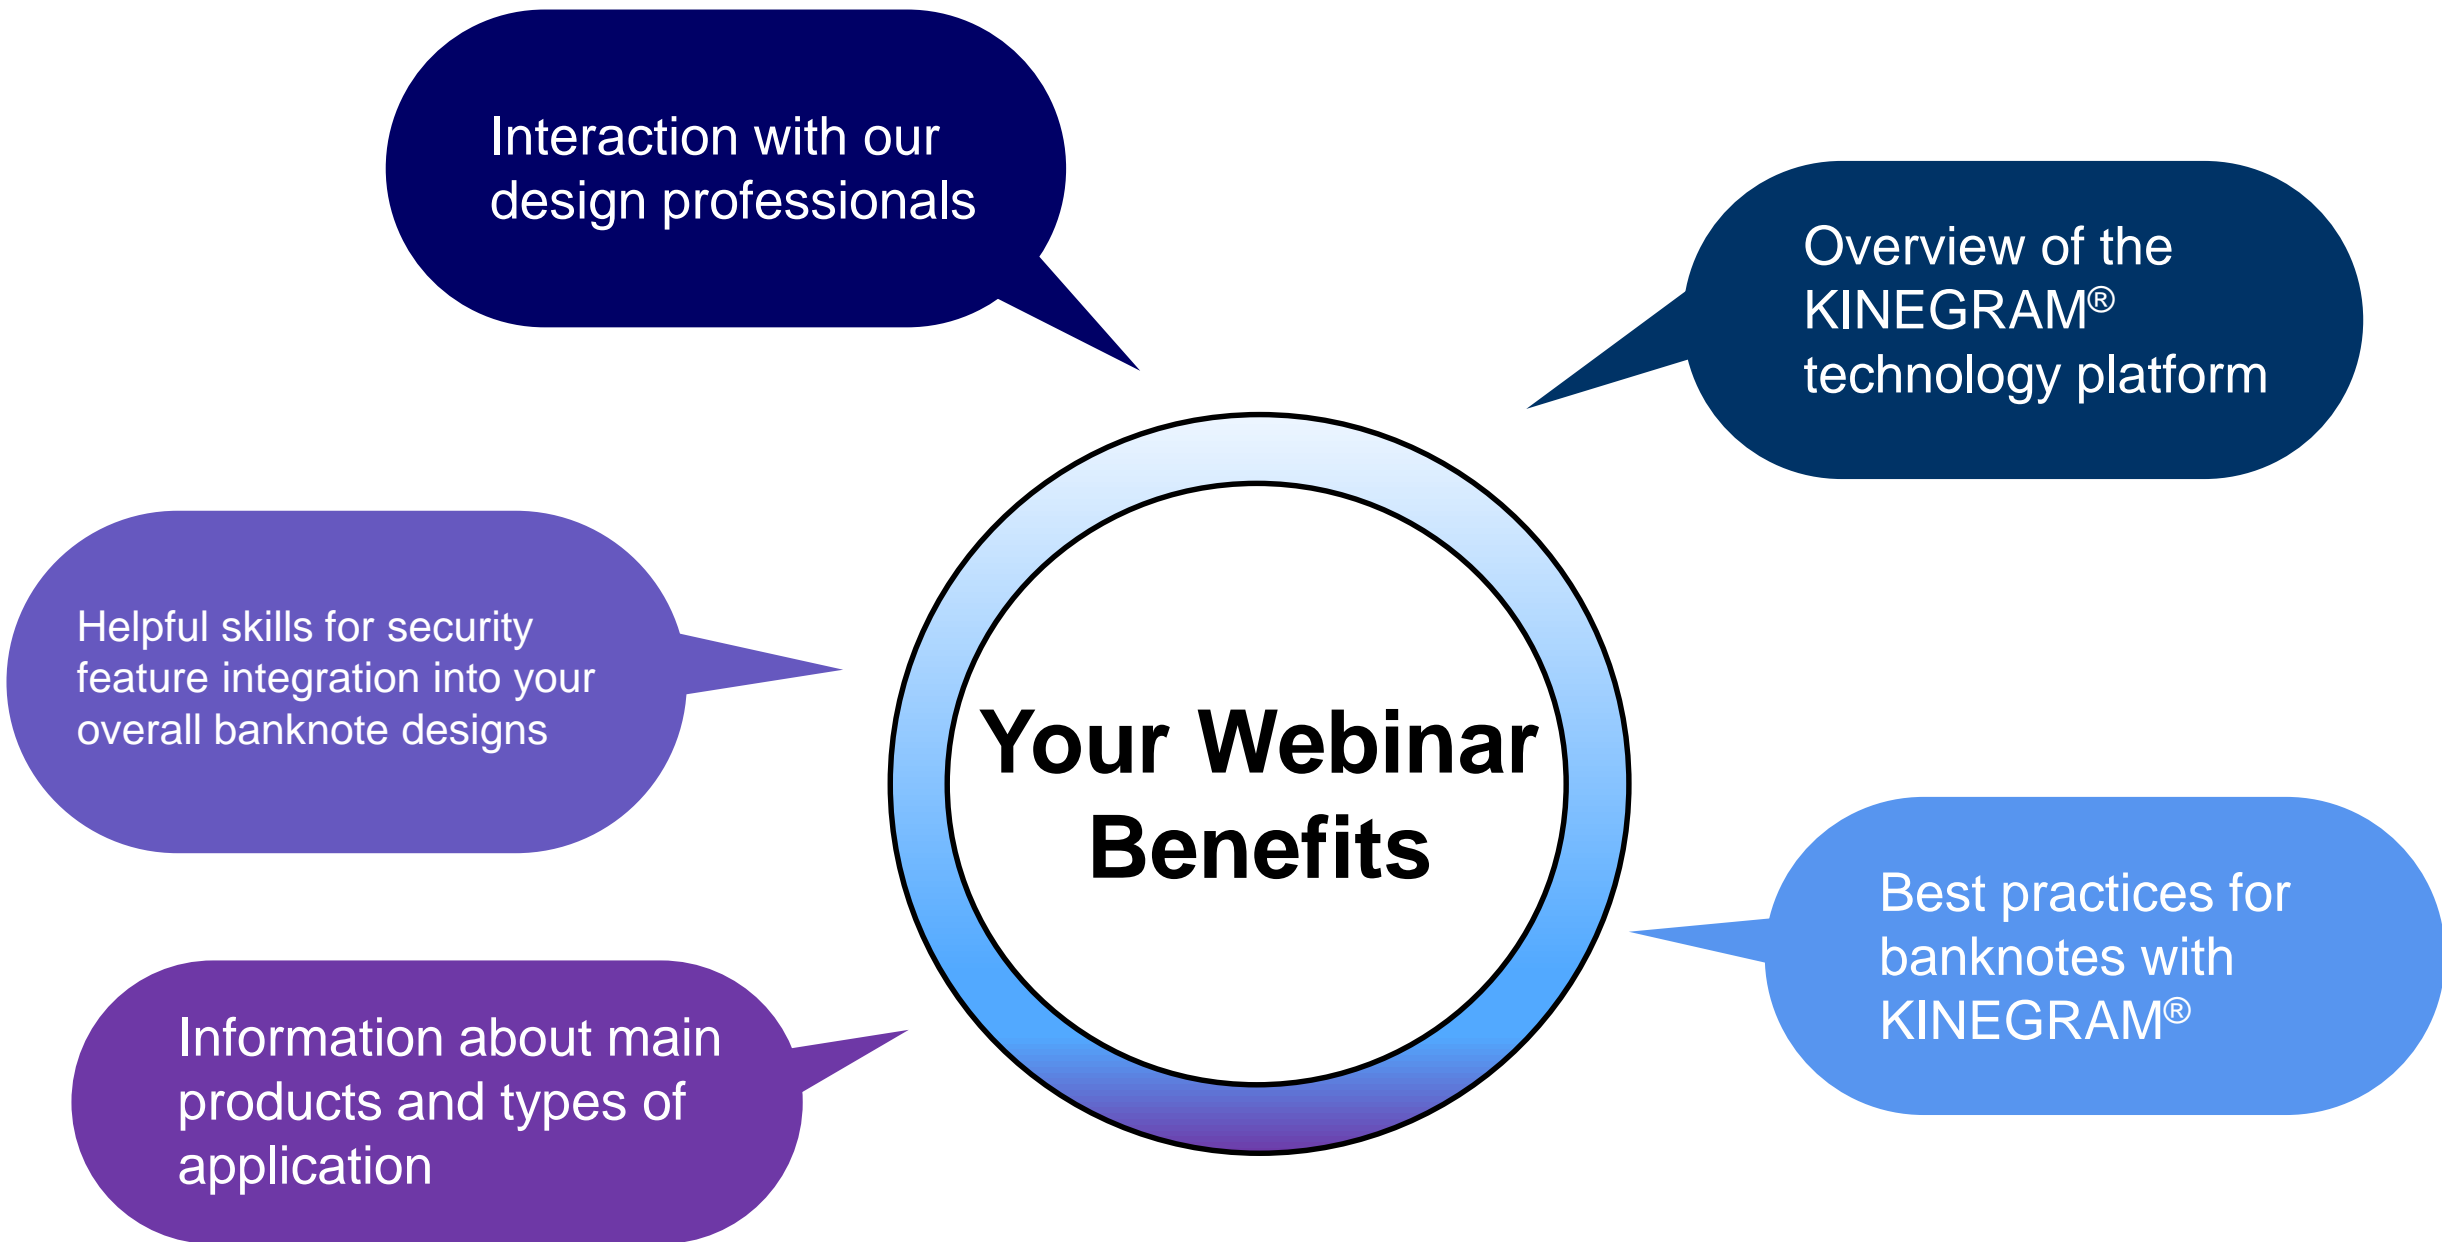 Interaction with our
design professionals
Overview of the
KINEGRAM®
technology platform
Helpful skills for security
feature integration into your
overall banknote designs
Your Webinar
Benefits
Best practices for
banknotes with
KINEGRAM®
Information about main
products and types of
application